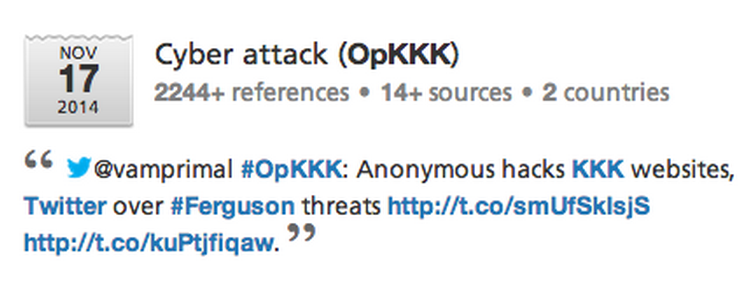 NOV
17
2014
Cyber attack (OpKKK)
2244+ references • 14+ sources • 2 countries
“ @vamprimal #OpKKK: Anonymous hacks KKK websites,
Twitter over #Ferguson threats http://t.co/smUfSklsjS
http://t.co/kuPtjfiqaw. ”